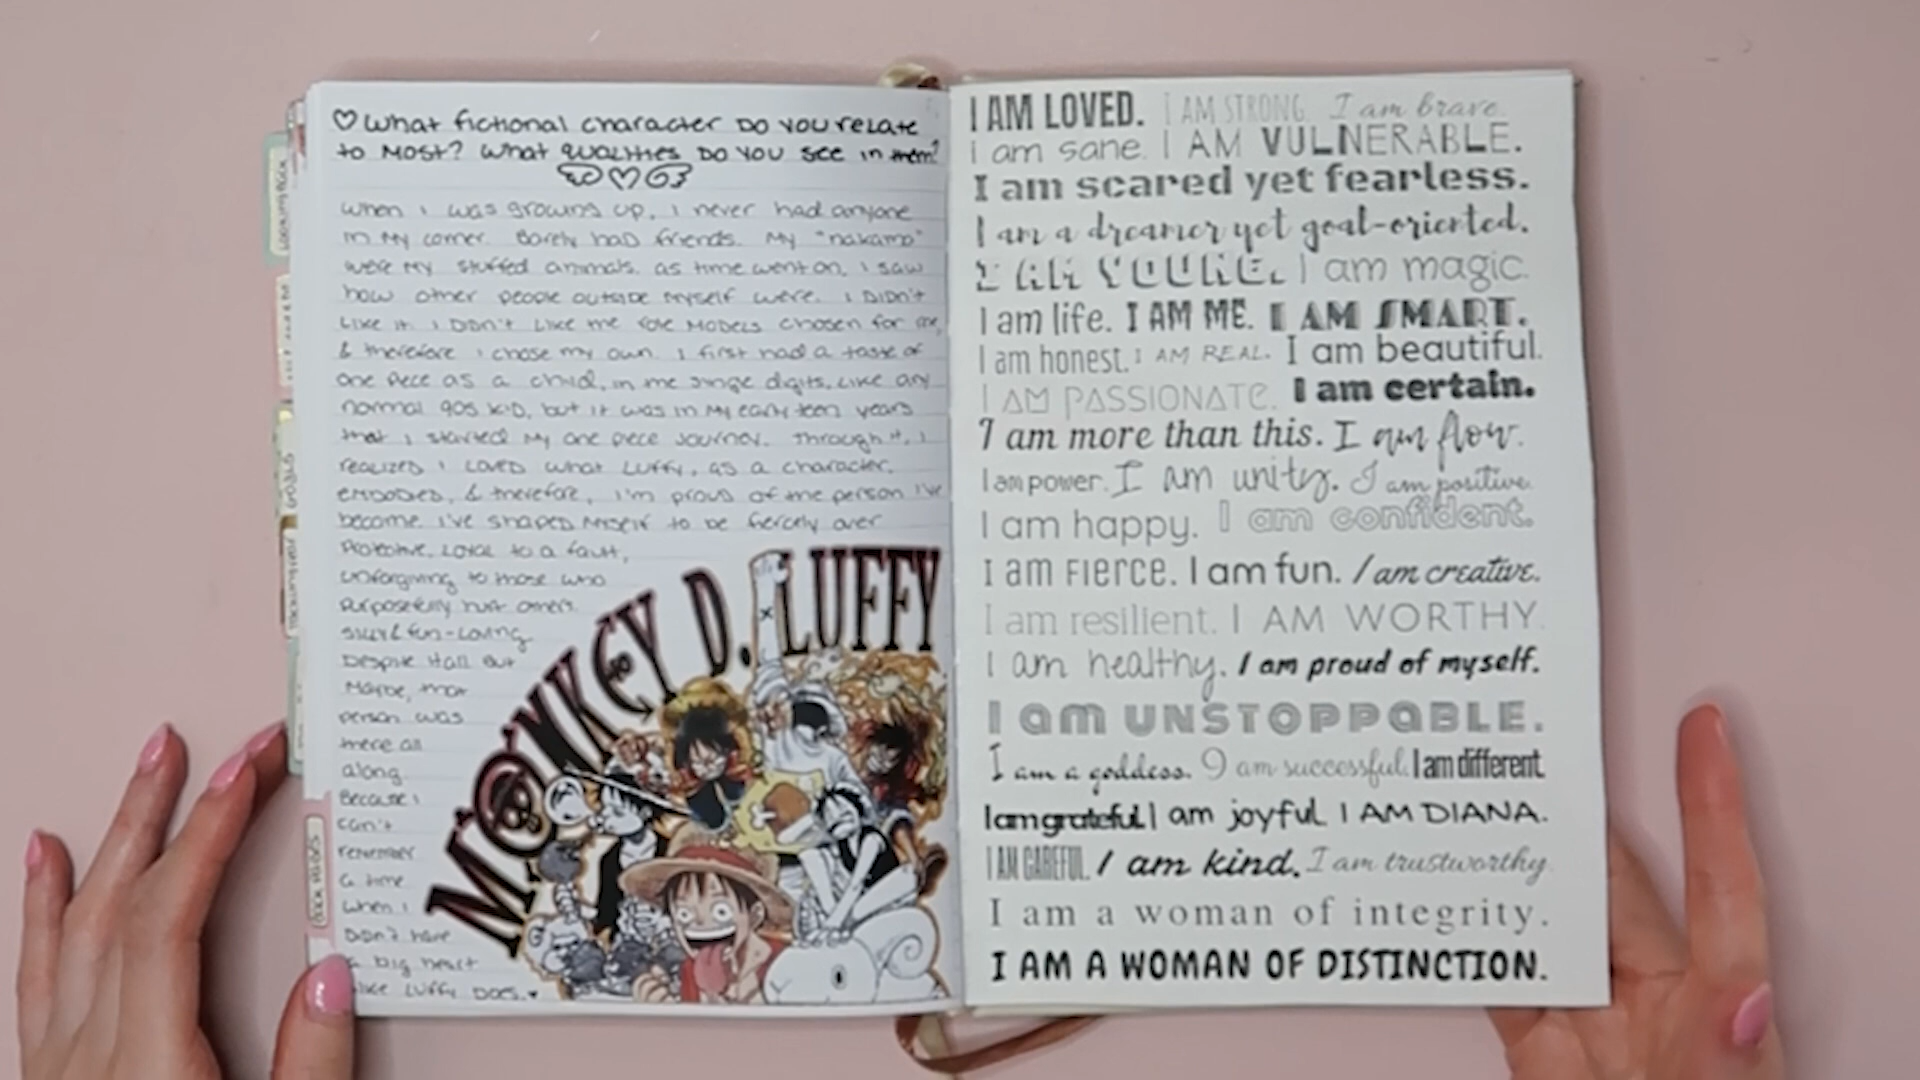 ♡ What fictional character do you relate
to most? What qualities do you see in them?
When I was growing up, I never had anyone
in my corner. Barely had friends. My "nakama"
were my stuffed animals. As time went on, I saw
how other people outside myself were. I didn't
like it. I didn't like the role models chosen for me,
& therefore I chose my own. I first had a taste of
One Piece as a child, in the single digits, like any
normal 90s kid, but it was in my early teen years
that I started my One Piece journey. Through it, I
realized I loved what Luffy, as a character,
embodied, & therefore, I'm proud of the person I've
become. I've shaped myself to be fiercely over
protective, loyal to a fault,
unforgiving to those who
purposefully hurt others.
Silly & fun-loving
Despite it all. But
Maybe, that
person was
there all
along.
Because I
can't
remember
a time
when I
didn't have
a big heart
like Luffy does.♥
MONKEY D. LUFFY
BOOK PAGES
GOALS
I AM LOVED. I AM STRONG. I am brave.
I am sane. I AM VULNERABLE.
I am scared yet fearless.
I am a dreamer yet goal-oriented.
I AM YOUNG. I am magic.
I am life. I AM ME. I AM SMART.
I am honest. I AM REAL. I am beautiful.
I AM PASSIONATE. I am certain.
I am more than this. I am flow.
I am power. I am unity. I am positive.
I am happy. I am confident.
I am fierce. I am fun. I am creative.
I am resilient. I AM WORTHY.
I am healthy. I am proud of myself.
I am UNSTOPPABLE.
I am a goddess. I am successful. I am different.
I am grateful. I am joyful. I AM DIANA.
I AM CAREFUL. I am kind. I am trustworthy.
I am a woman of integrity.
I AM A WOMAN OF DISTINCTION.